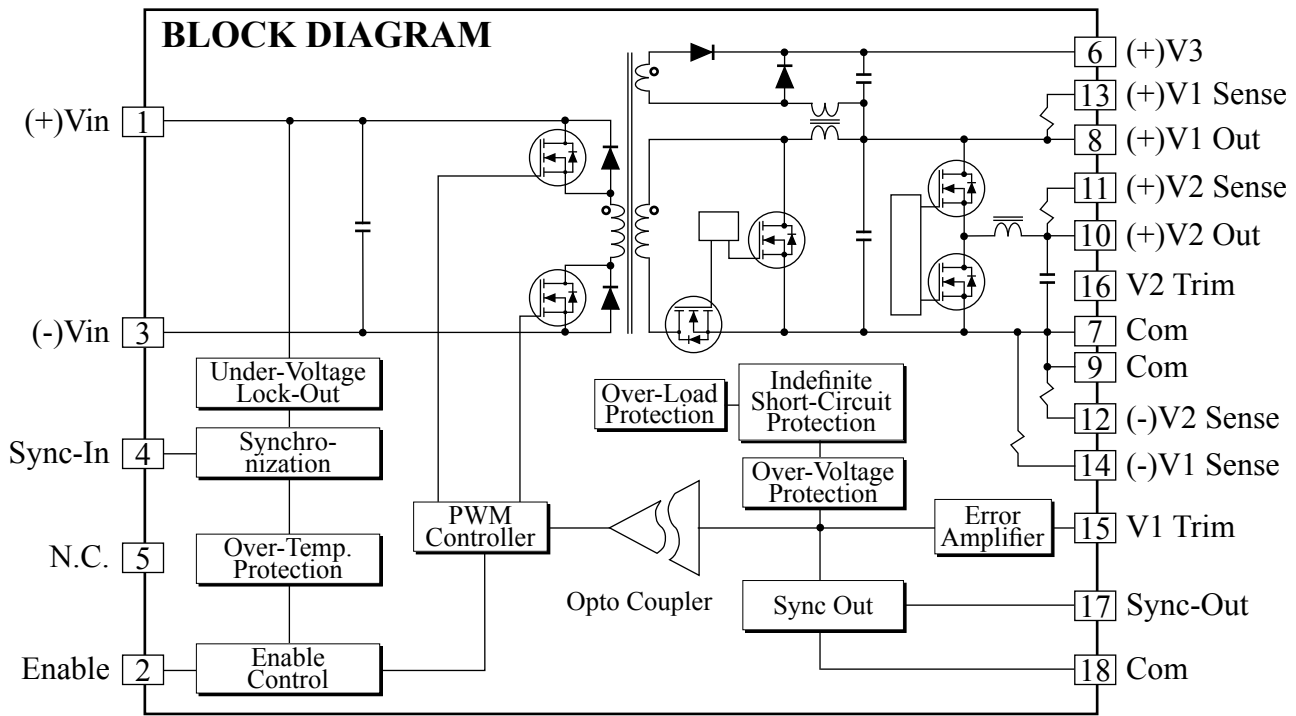 BLOCK DIAGRAM
(+)Vin 1
(-)Vin 3
Sync-In 4
N.C. 5
Enable 2
Under-Voltage
Lock-Out
Synchro-
nization
Over-Temp.
Protection
Enable
Control
PWM
Controller
Opto Coupler
Over-Load
Protection
Indefinite
Short-Circuit
Protection
Over-Voltage
Protection
Error
Amplifier
Sync Out
6 (+)V3
13 (+)V1 Sense
8 (+)V1 Out
11 (+)V2 Sense
10 (+)V2 Out
16 V2 Trim
7 Com
9 Com
12 (-)V2 Sense
14 (-)V1 Sense
15 V1 Trim
17 Sync-Out
18 Com